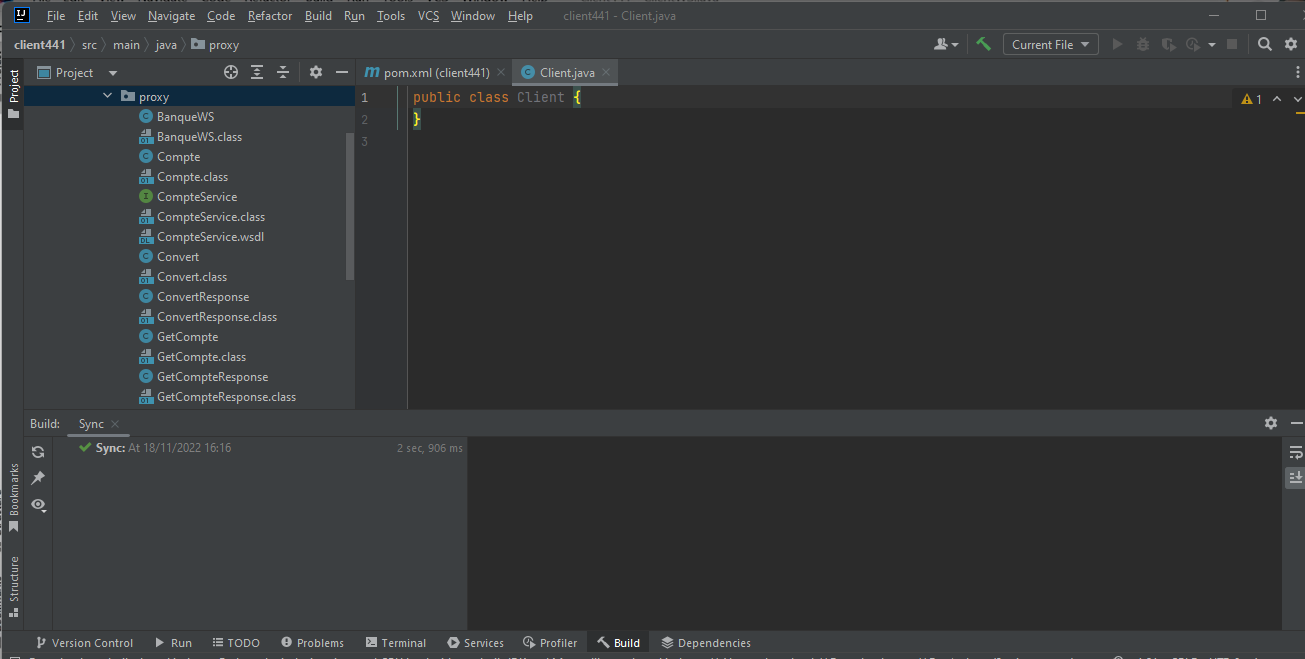 File Edit View Navigate Code Refactor Build Run Tools VCS Window Help client441 - Client.java
client441 src main java proxy Current File
Project
Project pom.xml (client441) Client.java
proxy
BanqueWS
BanqueWS.class
Compte
Compte.class
CompteService
CompteService.class
CompteService.wsdl
Convert
Convert.class
ConvertResponse
ConvertResponse.class
GetCompte
GetCompte.class
GetCompteResponse
GetCompteResponse.class
1 public class Client {
2 }
3
1
Build: Sync
Sync: At 18/11/2022 16:16 2 sec, 906 ms
Bookmarks
Structure
Version Control Run TODO Problems Terminal Services Profiler Build Dependencies